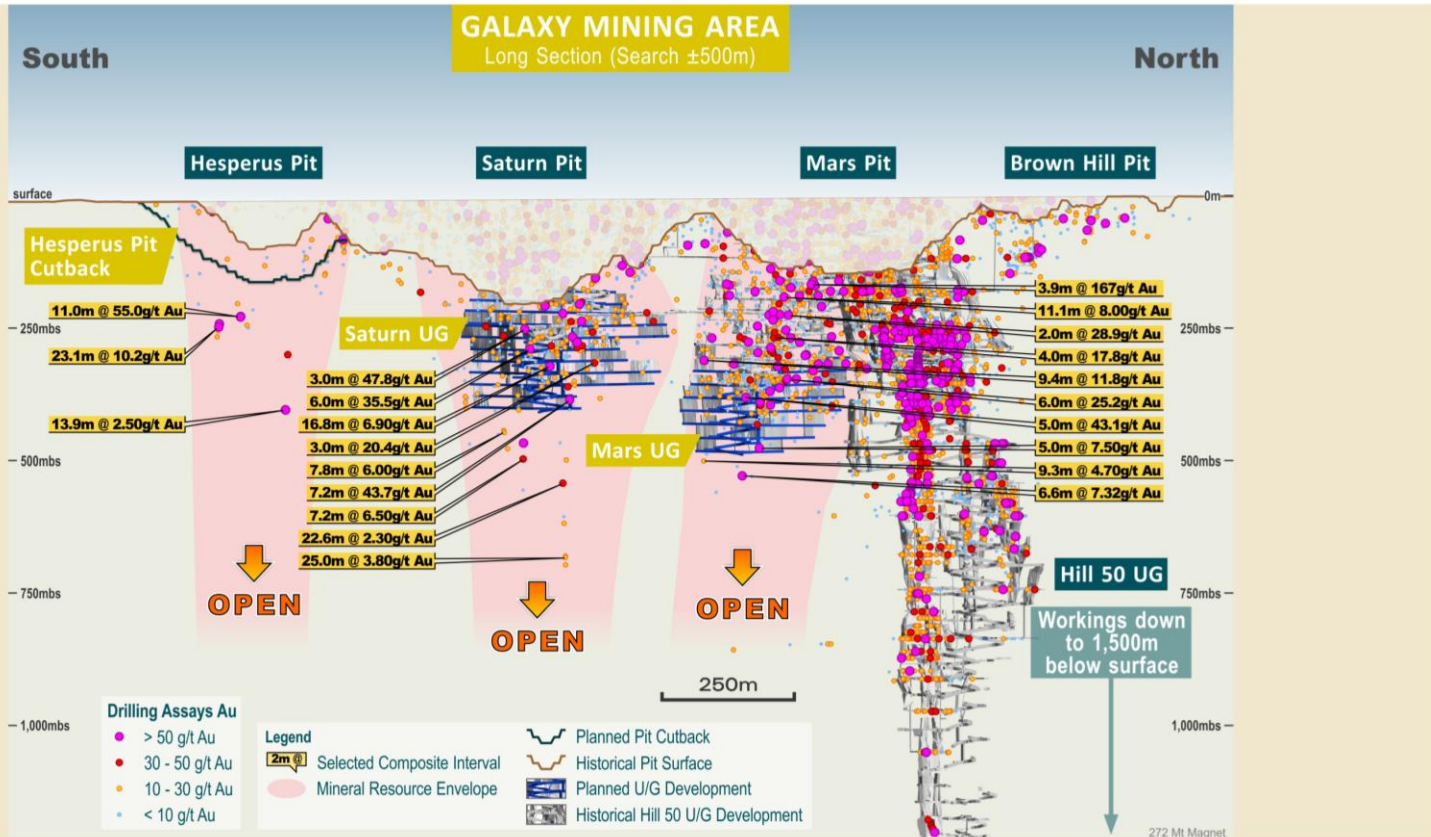 GALAXY MINING AREA
Long Section (Search ±500m)
South
North
Hesperus Pit
Saturn Pit
Mars Pit
Brown Hill Pit
surface
0m
Hesperus Pit
Cutback
11.0m @ 55.0g/t Au
250mbs
23.1m @ 10.2g/t Au
13.9m @ 2.50g/t Au
500mbs
750mbs
1,000mbs
Saturn UG
3.0m @ 47.8g/t Au
6.0m @ 35.5g/t Au
16.8m @ 6.90g/t Au
3.0m @ 20.4g/t Au
7.8m @ 6.00g/t Au
7.2m @ 43.7g/t Au
7.2m @ 6.50g/t Au
22.6m @ 2.30g/t Au
25.0m @ 3.80g/t Au
Mars UG
3.9m @ 167g/t Au
11.1m @ 8.00g/t Au
2.0m @ 28.9g/t Au
4.0m @ 17.8g/t Au
9.4m @ 11.8g/t Au
6.0m @ 25.2g/t Au
5.0m @ 43.1g/t Au
5.0m @ 7.50g/t Au
9.3m @ 4.70g/t Au
6.6m @ 7.32g/t Au
250mbs
500mbs
750mbs
1,000mbs
OPEN
OPEN
OPEN
Hill 50 UG
Workings down
to 1,500m
below surface
250m
Drilling Assays Au
> 50 g/t Au
30 - 50 g/t Au
10 - 30 g/t Au
< 10 g/t Au
Legend
2m @
Selected Composite Interval
Mineral Resource Envelope
Planned Pit Cutback
Historical Pit Surface
Planned U/G Development
Historical Hill 50 U/G Development
272 Mt Magnet